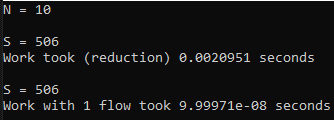 N = 10
S = 506
Work took (reduction) 0.0020951 seconds
S = 506
Work with 1 flow took 9.99971e-08 seconds